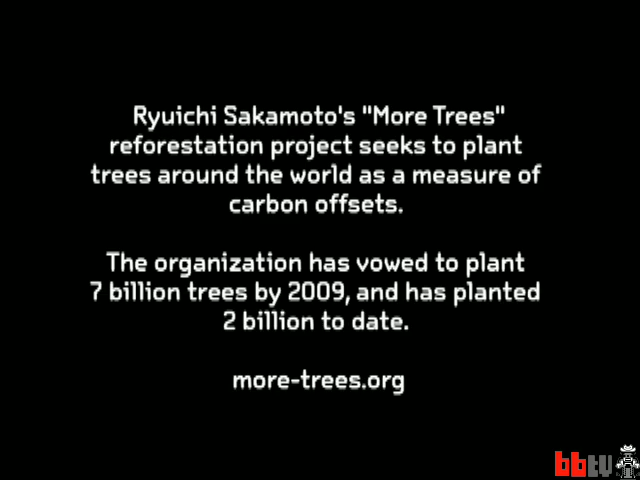 Ryuichi Sakamoto's "More Trees"
reforestation project seeks to plant
trees around the world as a measure of
carbon offsets.
The organization has vowed to plant
7 billion trees by 2009, and has planted
2 billion to date.
more-trees.org
bbtv